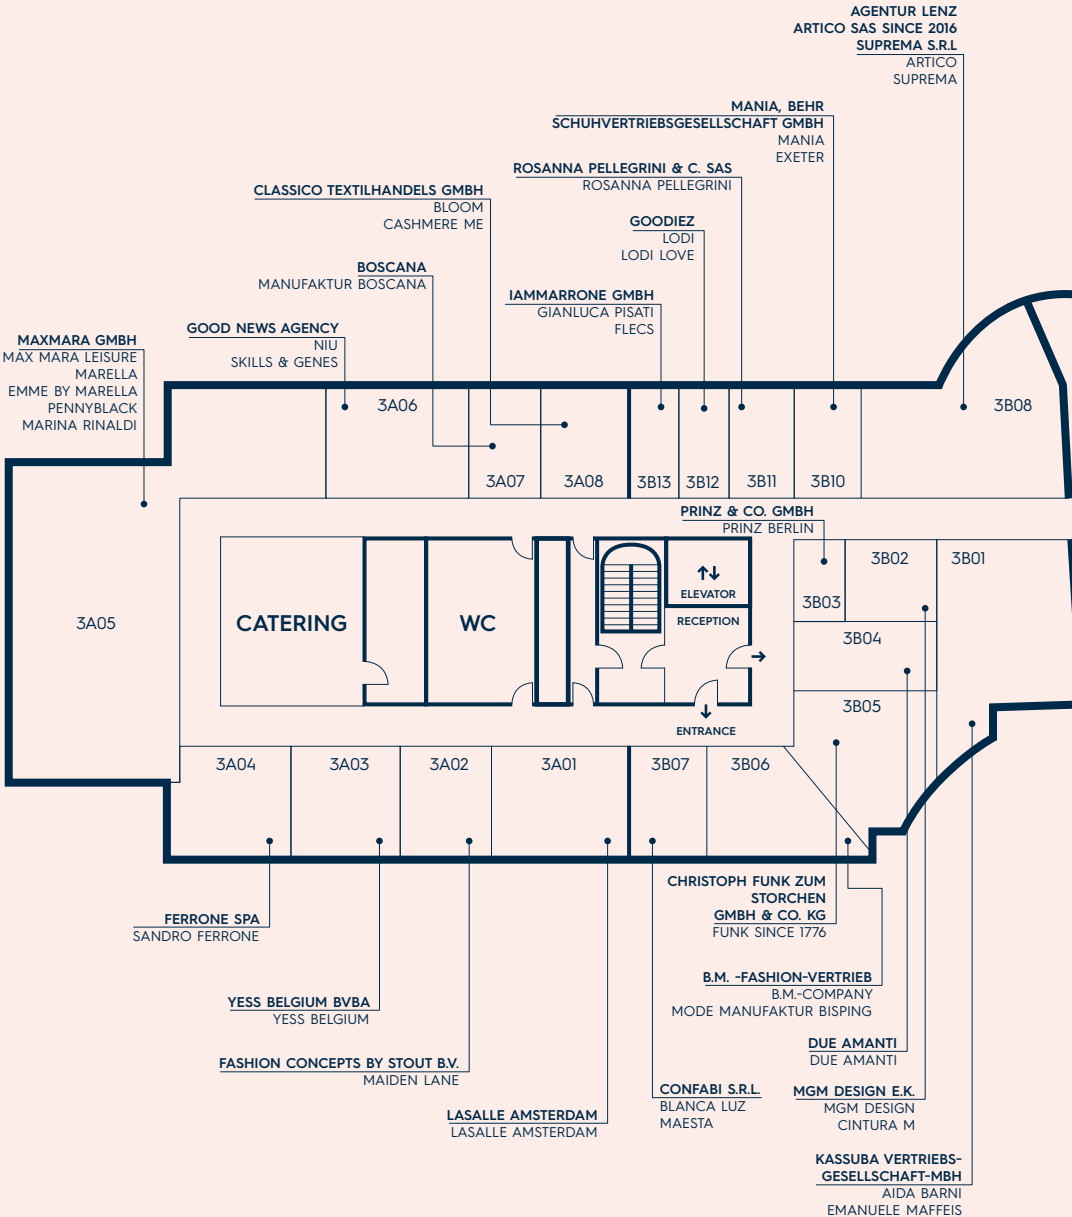 AGENTUR LENZ
ARTICO SAS SINCE 2016
SUPREMA S.R.L
ARTICO
SUPREMA
MANIA, BEHR
SCHUHVERTRIEBSGESELLSCHAFT GMBH
MANIA
EXETER
ROSANNA PELLEGRINI & C. SAS
ROSANNA PELLEGRINI
CLASSICO TEXTILHANDELS GMBH
BLOOM
CASHMERE ME
GOODIEZ
LODI
LODI LOVE
BOSCANA
MANUFAKTUR BOSCANA
IAMMARRONE GMBH
GIANLUCA PISATI
FLECS
GOOD NEWS AGENCY
NIU
SKILLS & GENES
MAXMARA GMBH
MAX MARA LEISURE
MARELLA
EMME BY MARELLA
PENNYBLACK
MARINA RINALDI
3A06
3B08
3A07
3A08
3B13
3B12
3B11
3B10
PRINZ & CO. GMBH
PRINZ BERLIN
3B02
3B01
3B03
ELEVATOR
RECEPTION
3A05
CATERING
WC
3B04
3B05
ENTRANCE
3A04
3A03
3A02
3A01
3B07
3B06
CHRISTOPH FUNK ZUM
STORCHEN
GMBH & CO. KG
FUNK SINCE 1776
FERRONE SPA
SANDRO FERRONE
B.M. -FASHION-VERTRIEB
B.M.-COMPANY
MODE MANUFAKTUR BISPING
YESS BELGIUM BVBA
YESS BELGIUM
DUE AMANTI
DUE AMANTI
FASHION CONCEPTS BY STOUT B.V.
MAIDEN LANE
CONFABI S.R.L.
BLANCA LUZ
MAESTA
MGM DESIGN E.K.
MGM DESIGN
CINTURA M
LASALLE AMSTERDAM
LASALLE AMSTERDAM
KASSUBA VERTRIEBS-
GESELLSCHAFT-MBH
AIDA BARNI
EMANUELE MAFFEIS